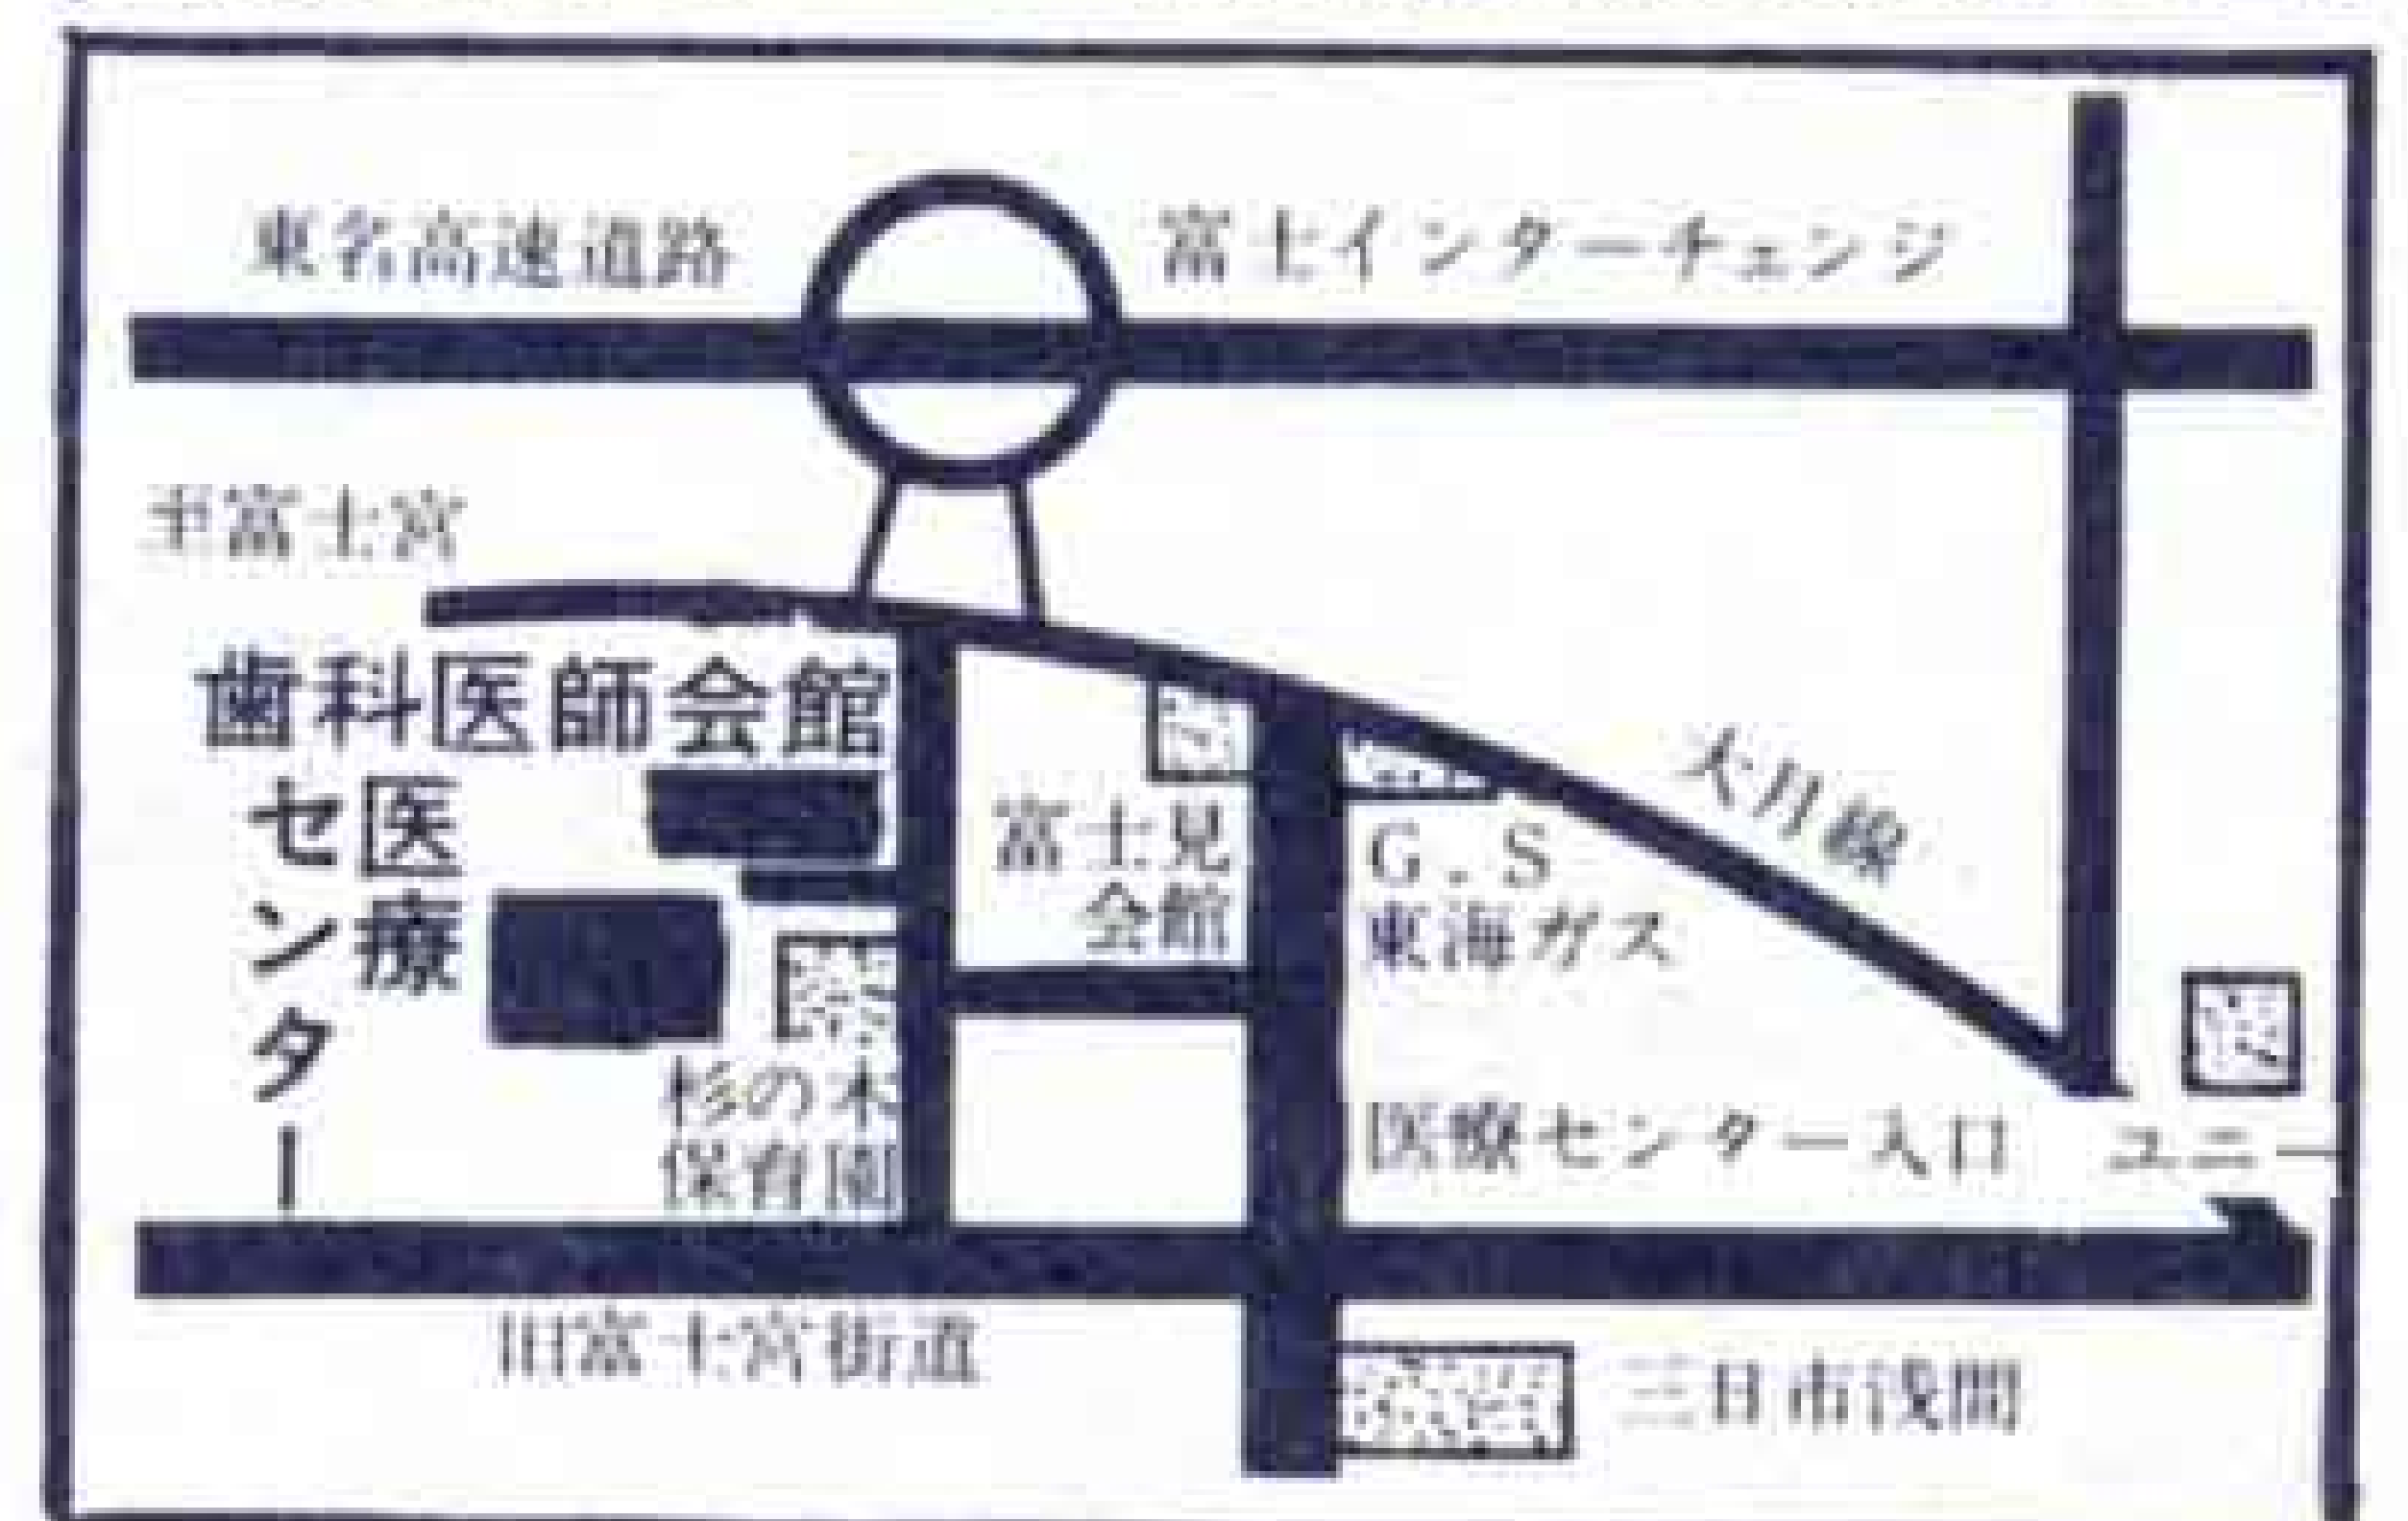 東名高速道路
富士インターチェンジ
至富士宮
歯科医師会館
医療
センター
富士見
会館
G.S
東海ガス
大月線
杉の木
保育園
医療センター入口
ユニー
旧富士宮街道
三日市浅間